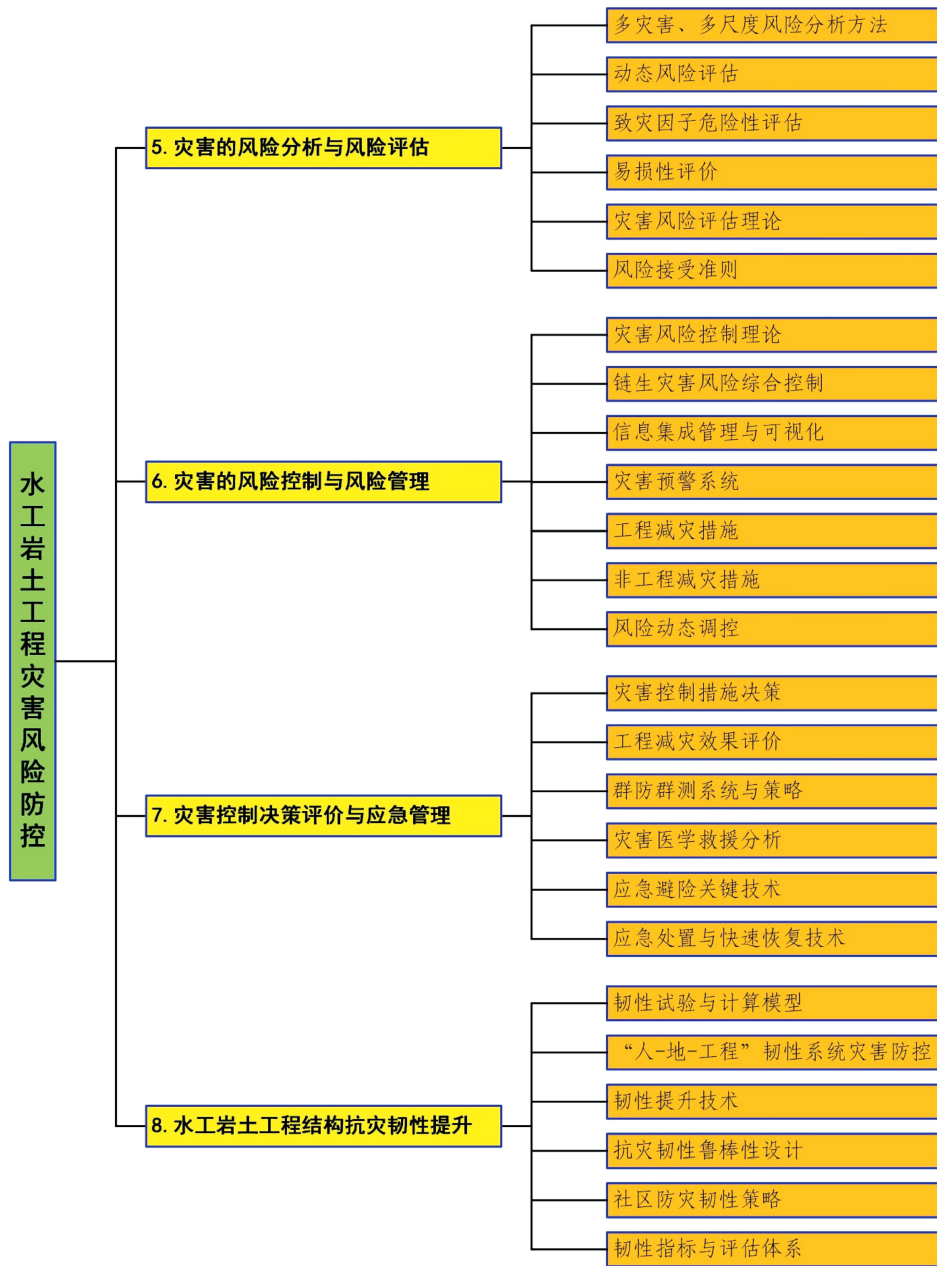 水工岩土工程灾害风险防控
5.灾害的风险分析与风险评估
多灾害、多尺度风险分析方法
动态风险评估
致灾因子危险性评估
易损性评价
灾害风险评估理论
风险接受准则
6.灾害的风险控制与风险管理
灾害风险控制理论
链生灾害风险综合控制
信息集成管理与可视化
灾害预警系统
工程减灾措施
非工程减灾措施
风险动态调控
7.灾害控制决策评价与应急管理
灾害控制措施决策
工程减灾效果评价
群防群测系统与策略
灾害医学救援分析
应急避险关键技术
应急处置与快速恢复技术
8.水工岩土工程结构抗灾韧性提升
韧性试验与计算模型
“人-地-工程”韧性系统灾害防控
韧性提升技术
抗灾韧性鲁棒性设计
社区防灾韧性策略
韧性指标与评估体系